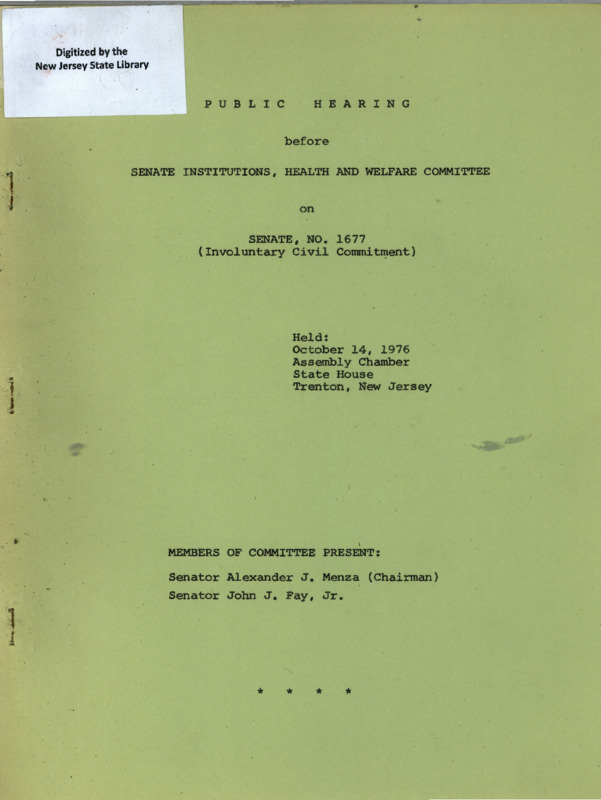 Digitized by the
New Jersey State Library
PUBLIC HEARING
before
SENATE INSTITUTIONS, HEALTH AND WELFARE COMMITTEE
on
SENATE, NO. 1677
(Involuntary Civil Commitment)
Held:
October 14, 1976
Assembly Chamber
State House
Trenton, New Jersey
MEMBERS OF COMMITTEE PRESENT:
Senator Alexander J. Menza (Chairman)
Senator John J. Fay, Jr.
* * * *